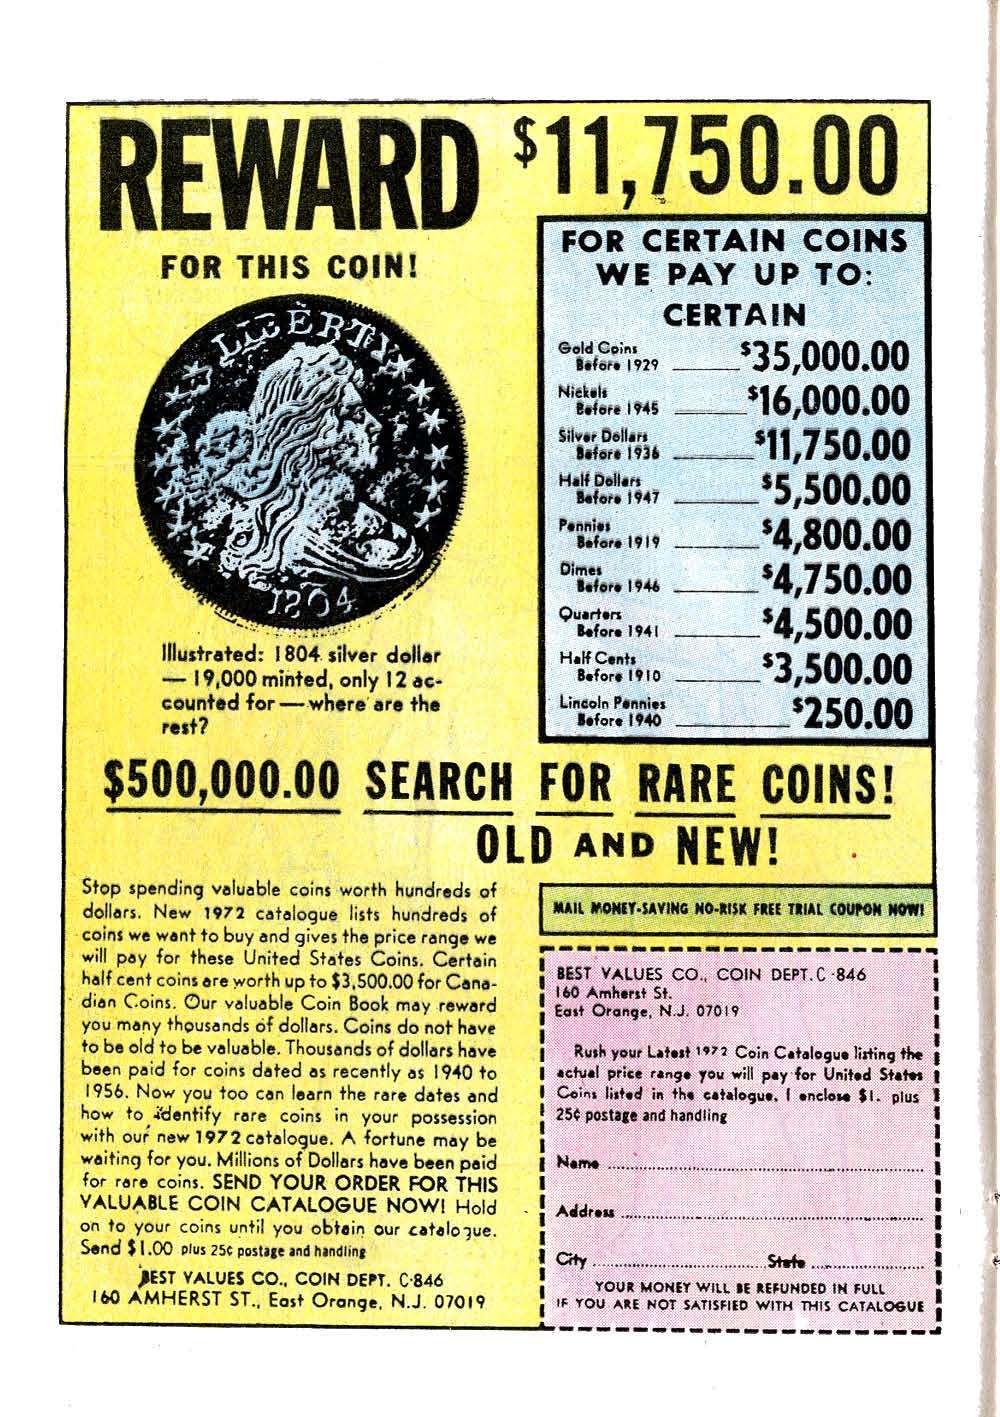 REWARD $11,750.00
FOR THIS COIN!
LIBERTY
1804
Illustrated: 1804 silver dollar
— 19,000 minted, only 12 ac-
counted for — where are the
rest?
FOR CERTAIN COINS
WE PAY UP TO:
CERTAIN
Gold Coins
Before 1929 $35,000.00
Nickels
Before 1945 $16,000.00
Silver Dollars
Before 1936 $11,750.00
Half Dollars
Before 1947 $5,500.00
Pennies
Before 1919 $4,800.00
Dimes
Before 1946 $4,750.00
Quarters
Before 1941 $4,500.00
Half Cents
Before 1910 $3,500.00
Lincoln Pennies
Before 1940 $250.00
$500,000.00 SEARCH FOR RARE COINS!
OLD AND NEW!
Stop spending valuable coins worth hundreds of
dollars. New 1972 catalogue lists hundreds of
coins we want to buy and gives the price range we
will pay for these United States Coins. Certain
half cent coins are worth up to $3,500.00 for Cana-
dian Coins. Our valuable Coin Book may reward
you many thousands of dollars. Coins do not have
to be old to be valuable. Thousands of dollars have
been paid for coins dated as recently as 1940 to
1956. Now you too can learn the rare dates and
how to identify rare coins in your possession
with our new 1972 catalogue. A fortune may be
waiting for you. Millions of Dollars have been paid
for rare coins. SEND YOUR ORDER FOR THIS
VALUABLE COIN CATALOGUE NOW! Hold
on to your coins until you obtain our catalogue.
Send $1.00 plus 25¢ postage and handling
BEST VALUES CO., COIN DEPT. C-846
160 AMHERST ST., East Orange, N.J. 07019
MAIL MONEY-SAVING NO-RISK FREE TRIAL COUPON NOW!
BEST VALUES CO., COIN DEPT. C-846
160 Amherst St.
East Orange, N.J. 07019
Rush your Latest 1972 Coin Catalogue listing the
actual price range you will pay for United States
Coins listed in the catalogue. I enclose $1. plus
25¢ postage and handling
Name
Address
City State
YOUR MONEY WILL BE REFUNDED IN FULL
IF YOU ARE NOT SATISFIED WITH THIS CATALOGUE